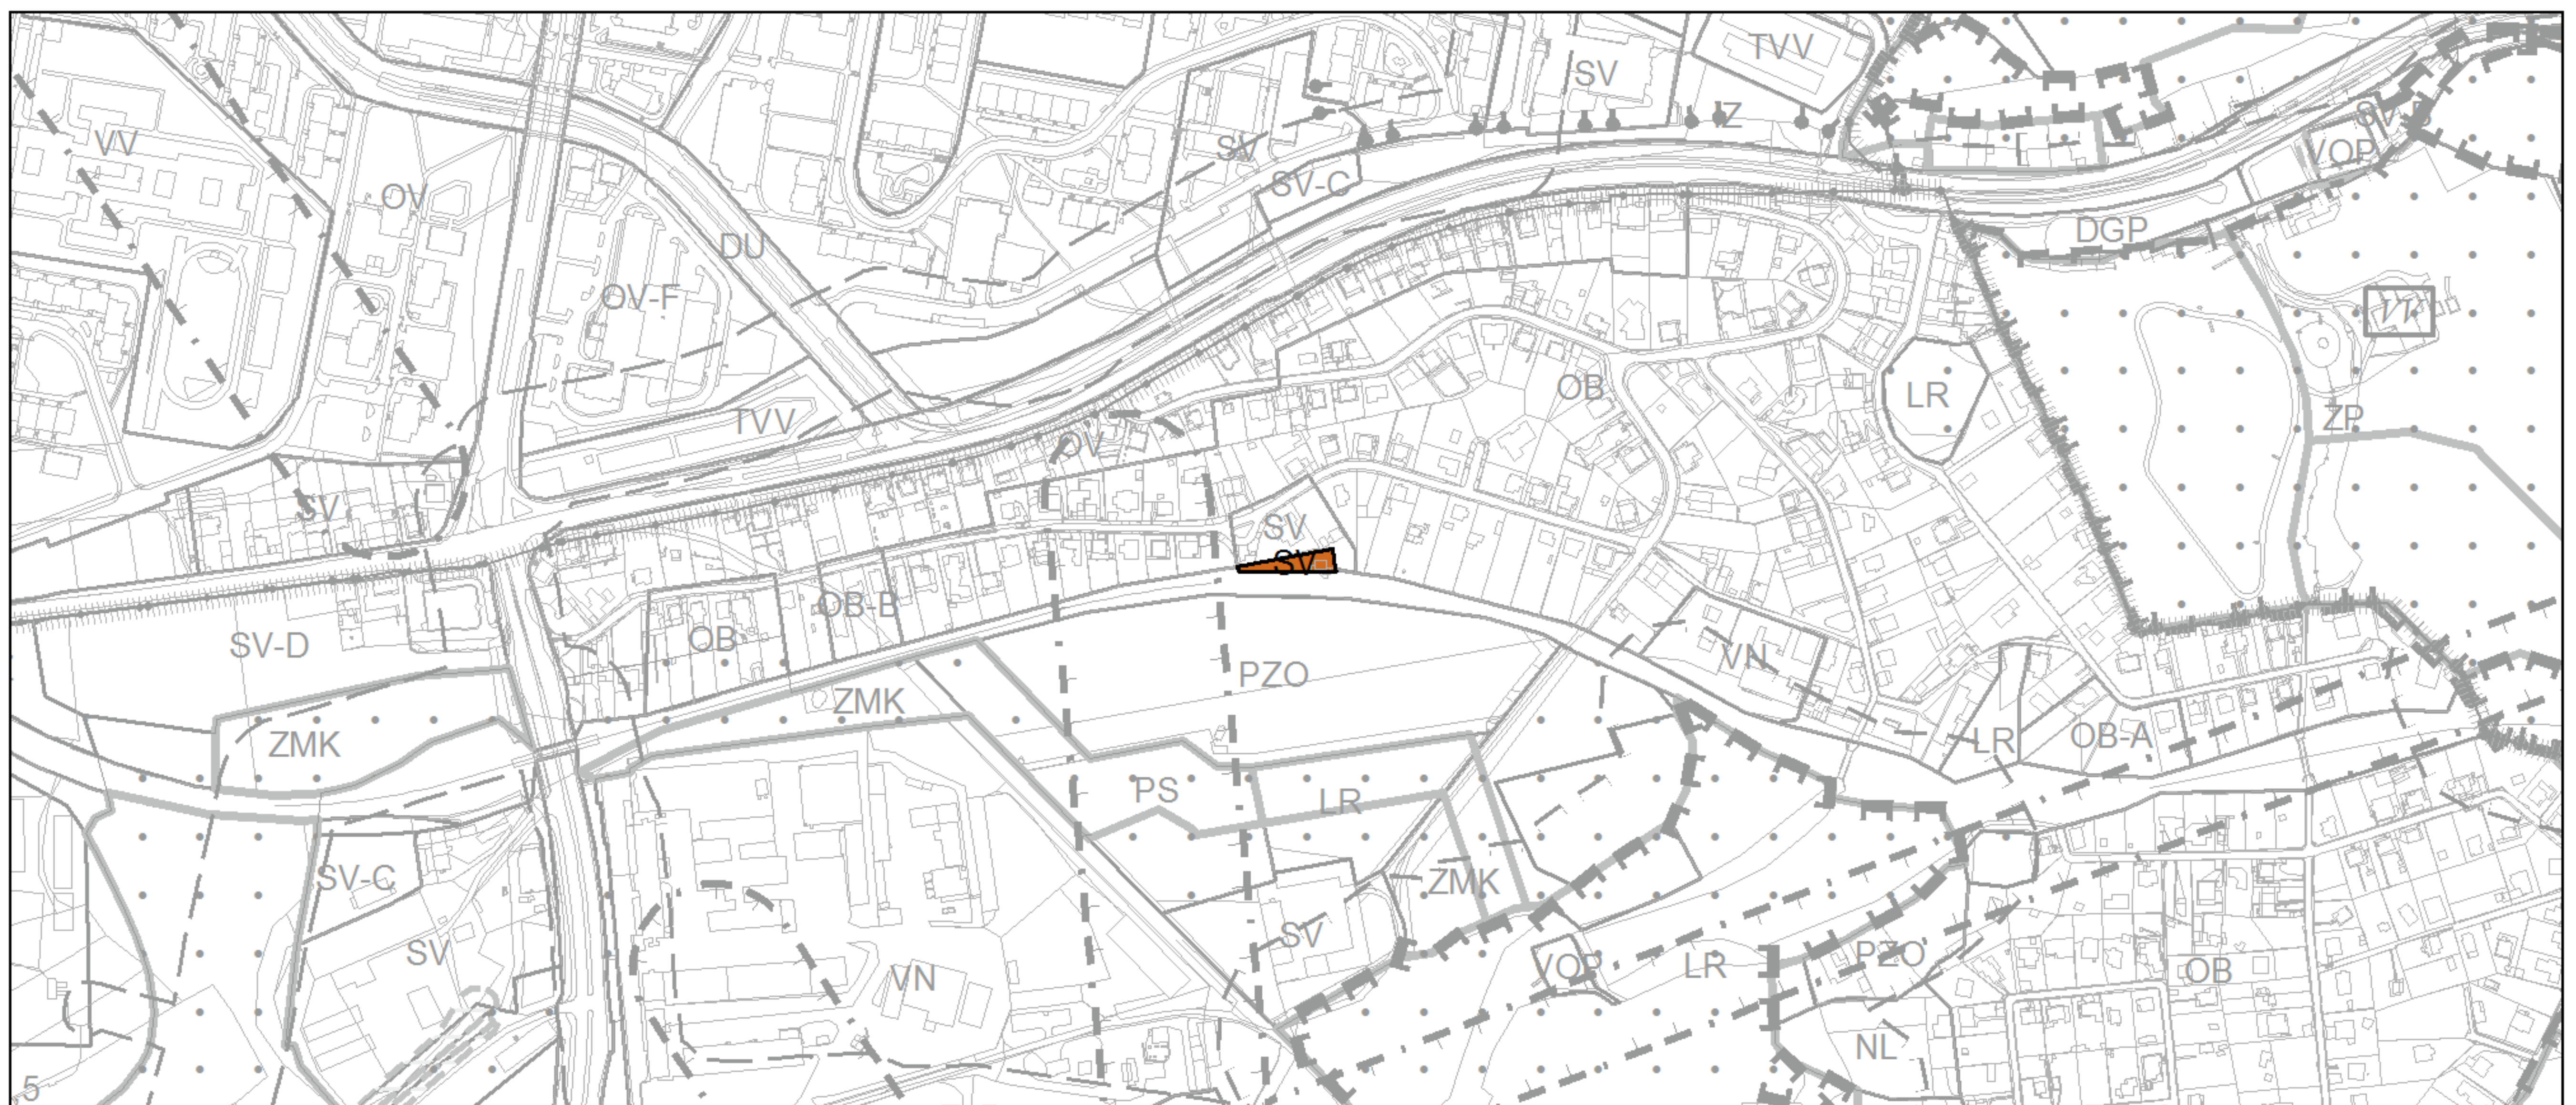 TVV
SV
SV
IZ
VV
OV
SV-C
VOP
DU
DGP
OV-F
VV
LR
OB
TVV
OV
ZP
SV
SV
SV
OB-B
SV-D
OB
PZO
VN
ZMK
ZMK
LR
OB-A
PS
LR
SV-C
ZMK
SV
SV
VOP
LR
PZO
VN
OB
NL
5